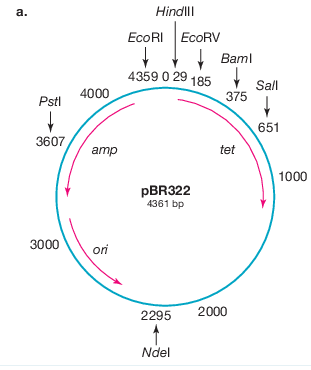 a.
HindIII
EcoRI
EcoRV
BamI
SalI
PstI
4359 0 29
185
375
651
4000
3607
amp
tet
1000
pBR322
4361 bp
3000
ori
2295
2000
NdeI